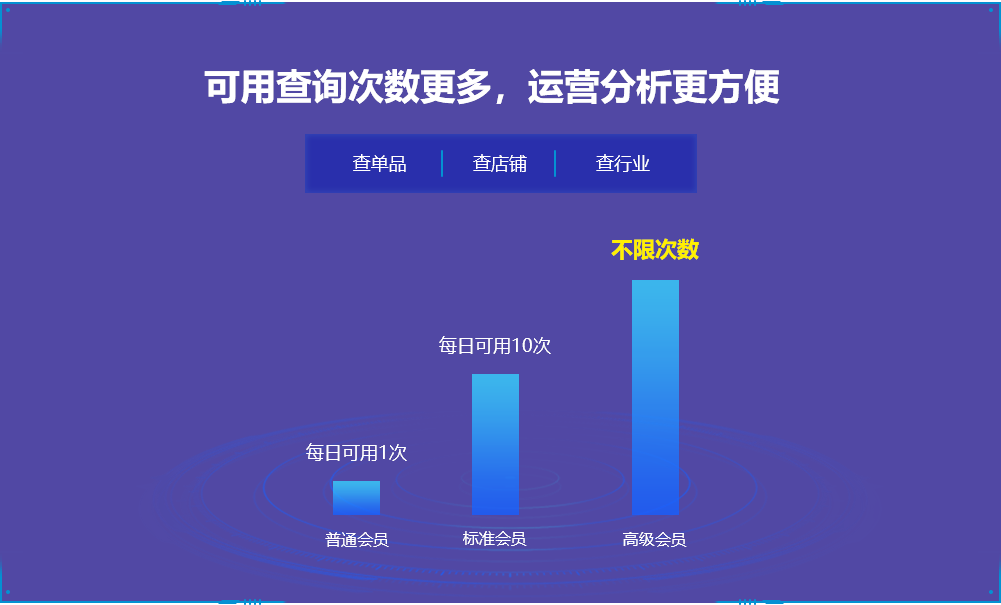 可用查询次数更多，运营分析更方便
查单品
查店铺
查行业
不限次数
每日可用10次
每日可用1次
普通会员
标准会员
高级会员